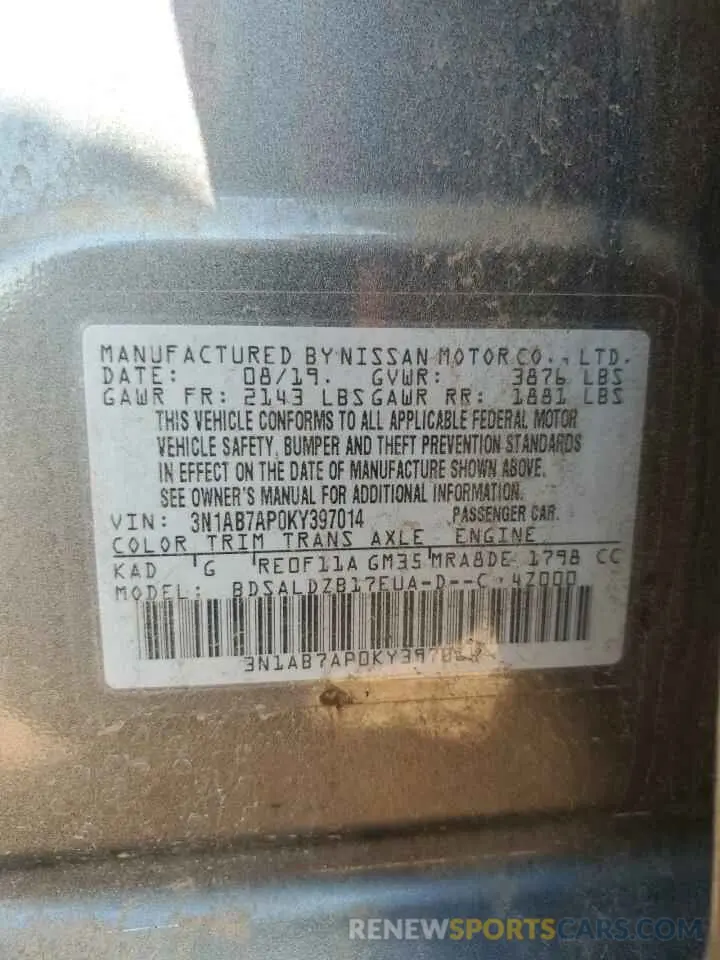 MANUFACTURED BY NISSAN MOTOR CO., LTD.
DATE: 08/19. GVWR: 3876 LBS
GAWR FR: 2143 LBS GAWR RR: 1881 LBS
THIS VEHICLE CONFORMS TO ALL APPLICABLE FEDERAL MOTOR
VEHICLE SAFETY, BUMPER AND THEFT PREVENTION STANDARDS
IN EFFECT ON THE DATE OF MANUFACTURE SHOWN ABOVE.
SEE OWNER'S MANUAL FOR ADDITIONAL INFORMATION.
VIN: 3N1AB7AP0KY397014 PASSENGER CAR.
COLOR TRIM TRANS AXLE ENGINE
KAD G RE0F11A GM35 MRA8DE 1798 CC
MODEL: BDSALDZB17EUA-D--C 4Z000
RENEWSPORTSCARS.COM